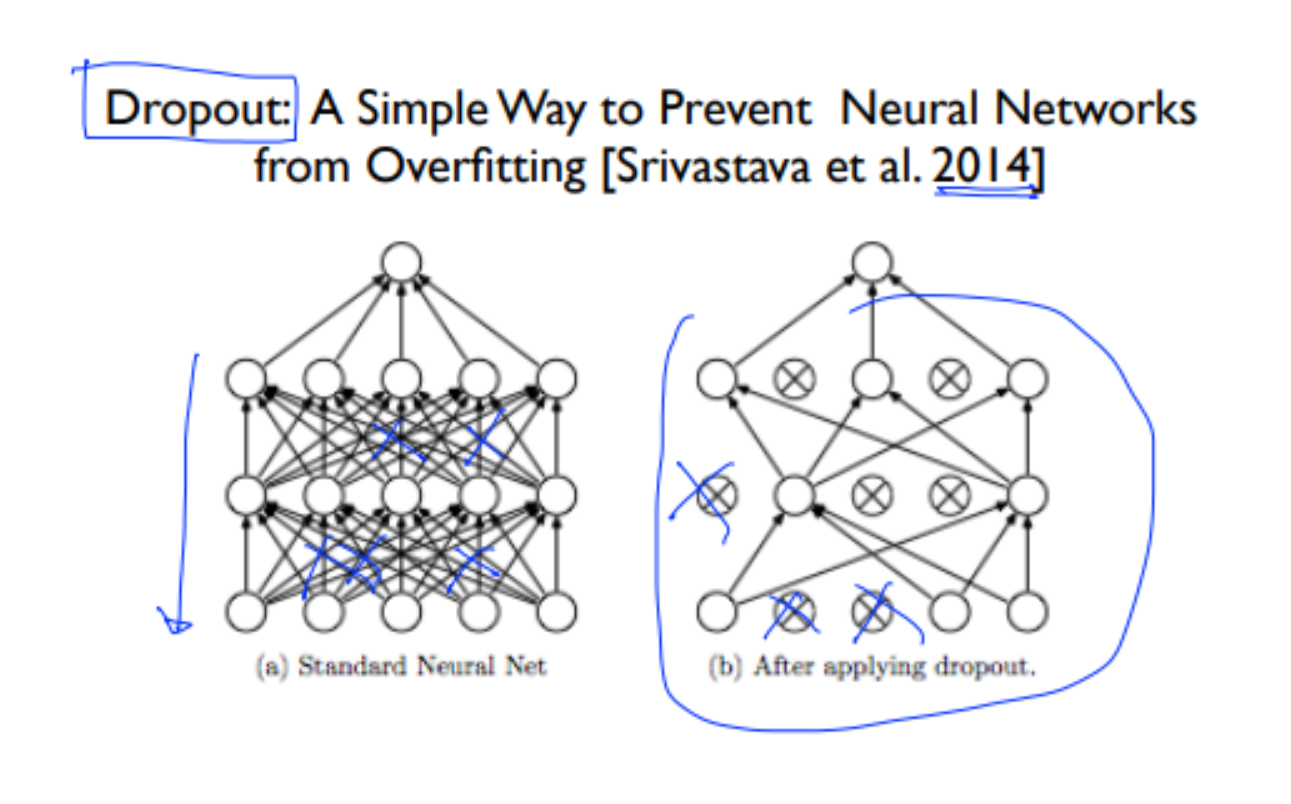 Dropout: A Simple Way to Prevent Neural Networks
from Overfitting [Srivastava et al. 2014]
(a) Standard Neural Net
(b) After applying dropout.